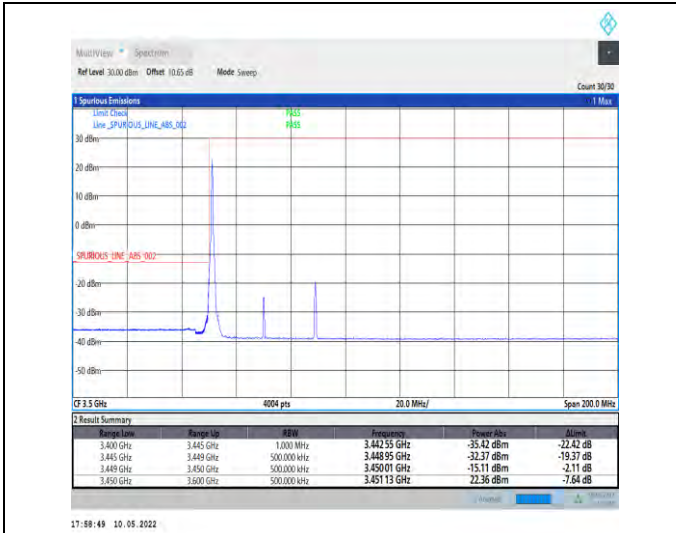 MultiView Spectrum
Ref Level 30.00 dBm Offset 10.65 dB Mode Sweep
Count 30/30
1 Spurious Emissions 1 Max
Limit Check PASS
Line _SPURIOUS_LINE_ABS_002 PASS
30 dBm
20 dBm
10 dBm
0 dBm
SPURIOUS_LINE_ABS_002
-20 dBm
-30 dBm
-40 dBm
-50 dBm
CF 3.5 GHz 4004 pts 20.0 MHz/ Span 200.0 MHz
2 Result Summary
Range Low Range Up RBW Frequency Power Abs ΔLimit
3.400 GHz 3.445 GHz 1.000 MHz 3.442 55 GHz -35.42 dBm -22.42 dB
3.445 GHz 3.449 GHz 500.000 kHz 3.448 95 GHz -32.37 dBm -19.37 dB
3.449 GHz 3.450 GHz 500.000 kHz 3.450 01 GHz -15.11 dBm -2.11 dB
3.450 GHz 3.600 GHz 500.000 kHz 3.451 13 GHz 22.36 dBm -7.64 dB
17:58:49 10.05.2022